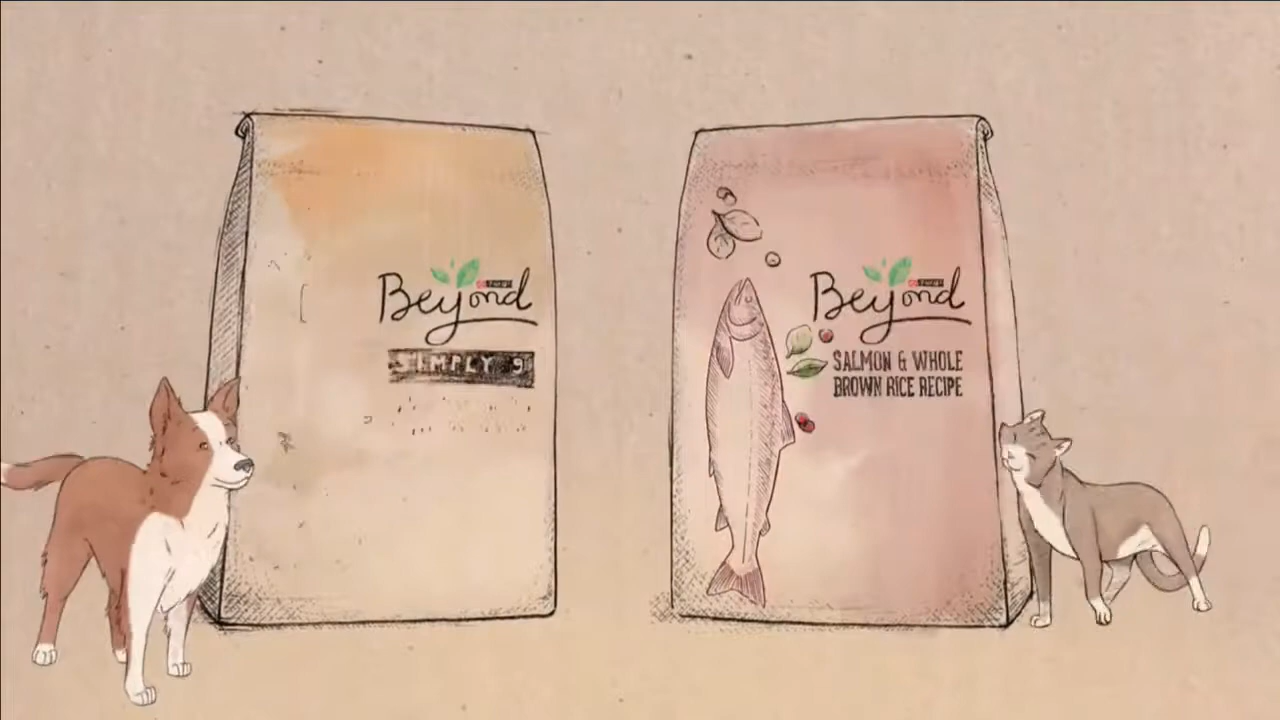 Beyond
SIMPLY 9
Beyond
SALMON & WHOLE
BROWN RICE RECIPE